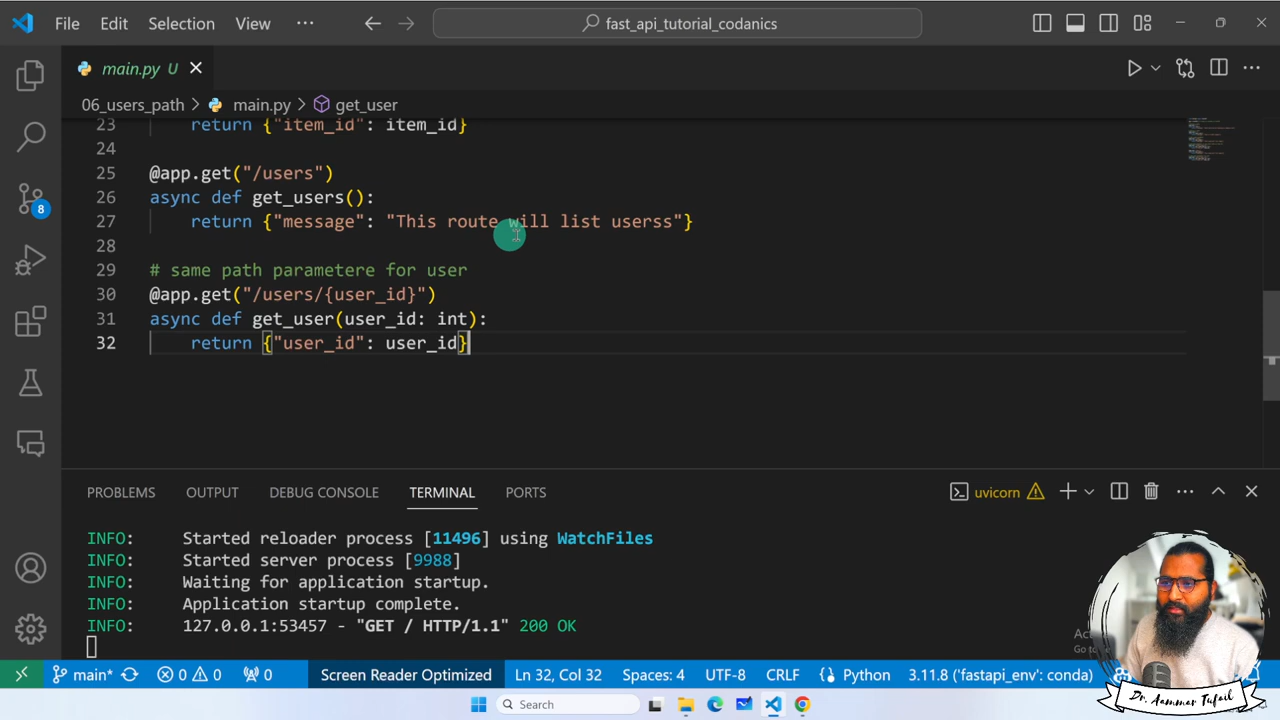 File Edit Selection View ··· fast_api_tutorial_codanics
main.py U
06_users_path > main.py > get_user
23 return {"item_id": item_id}
24
25 @app.get("/users")
26 async def get_users():
27 return {"message": "This route will list userss"}
28
29 # same path parametere for user
30 @app.get("/users/{user_id}")
31 async def get_user(user_id: int):
32 return {"user_id": user_id}
PROBLEMS OUTPUT DEBUG CONSOLE TERMINAL PORTS uvicorn
INFO: Started reloader process [11496] using WatchFiles
INFO: Started server process [9988]
INFO: Waiting for application startup.
INFO: Application startup complete.
INFO: 127.0.0.1:53457 - "GET / HTTP/1.1" 200 OK
8
main* 0 0 0 Screen Reader Optimized Ln 32, Col 32 Spaces: 4 UTF-8 CRLF Python 3.11.8 ('fastapi_env': conda)
Dr. Aammar Tufail
Search